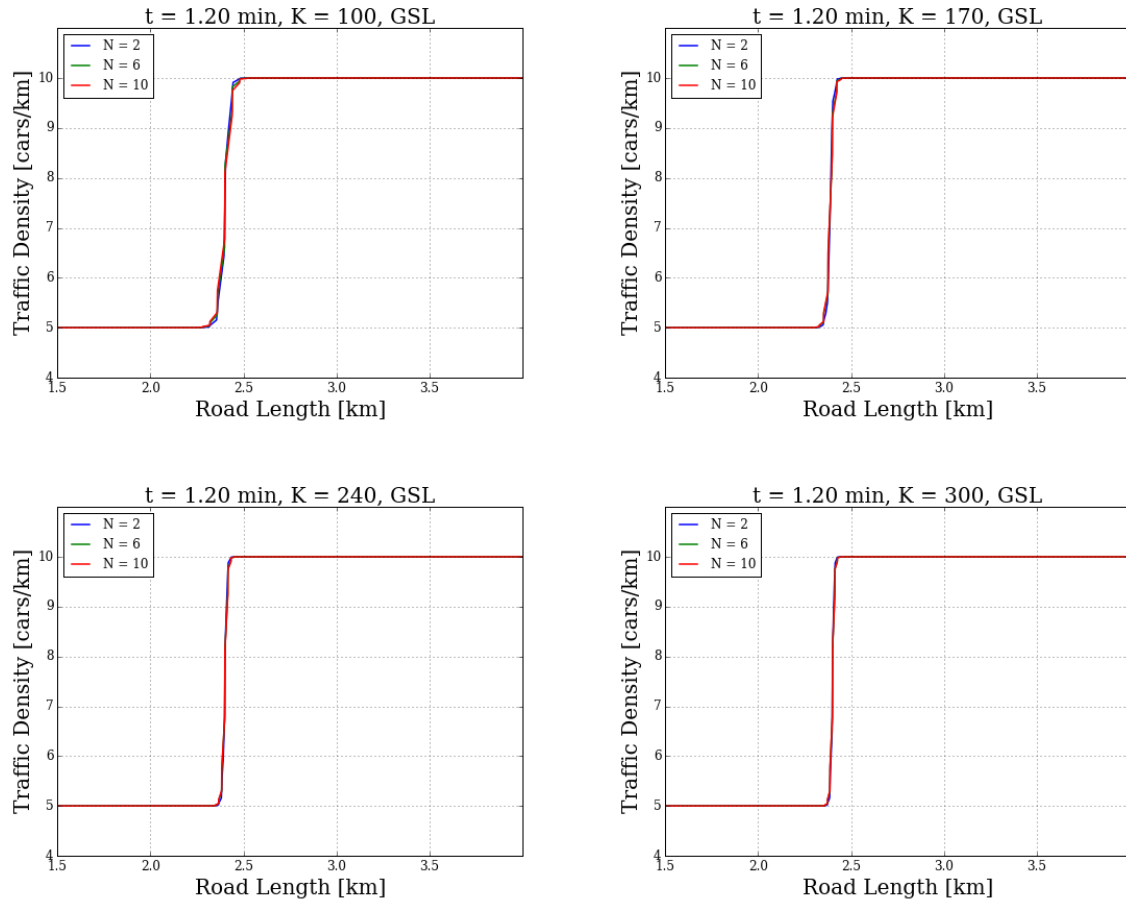 t = 1.20 min, K = 100, GSL
N = 2
N = 6
N = 10
Traffic Density [cars/km]
10
9
8
7
6
5
4
1.5
2.0
2.5
3.0
3.5
Road Length [km]
t = 1.20 min, K = 170, GSL
N = 2
N = 6
N = 10
Traffic Density [cars/km]
10
9
8
7
6
5
4
1.5
2.0
2.5
3.0
3.5
Road Length [km]
t = 1.20 min, K = 240, GSL
N = 2
N = 6
N = 10
Traffic Density [cars/km]
10
9
8
7
6
5
4
1.5
2.0
2.5
3.0
3.5
Road Length [km]
t = 1.20 min, K = 300, GSL
N = 2
N = 6
N = 10
Traffic Density [cars/km]
10
9
8
7
6
5
4
1.5
2.0
2.5
3.0
3.5
Road Length [km]